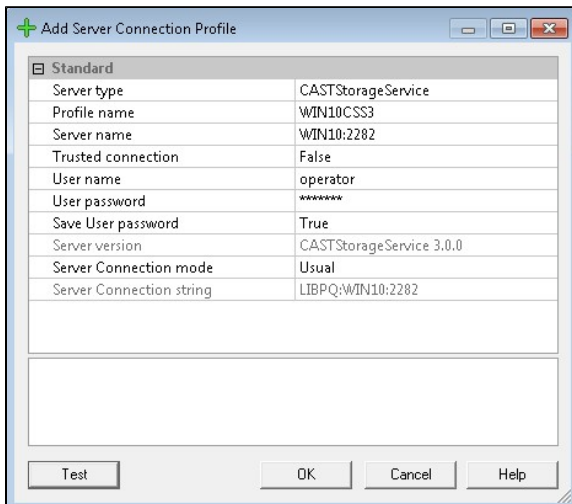 Add Server Connection Profile
Standard
Server type CASTStorageService
Profile name WIN10CSS3
Server name WIN10:2282
Trusted connection False
User name operator
User password *******
Save User password True
Server version CASTStorageService 3.0.0
Server Connection mode Usual
Server Connection string LIBPQ:WIN10:2282
Test OK Cancel Help